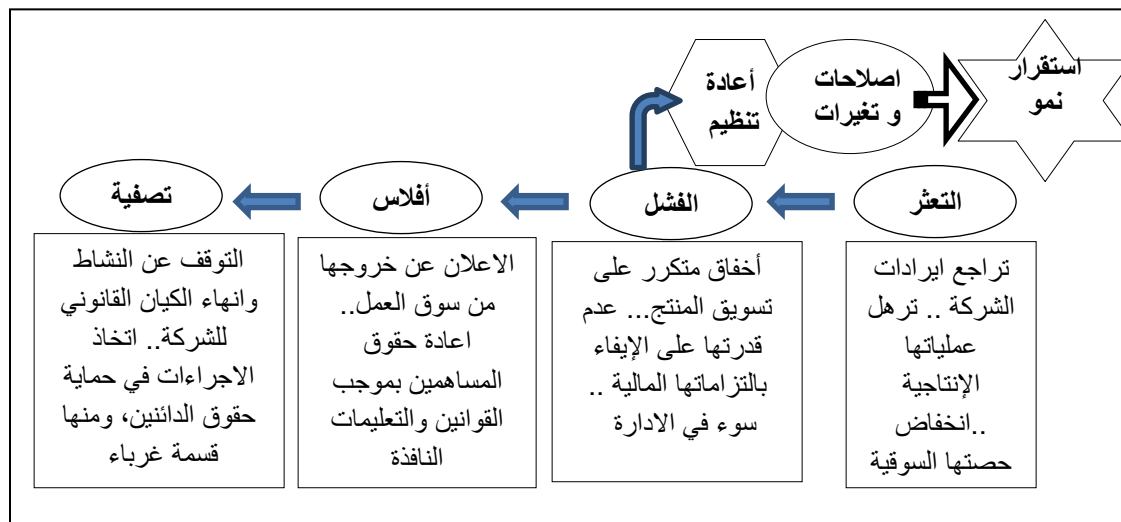 أعادة
تنظيم
اصلاحات
و تغيرات
استقرار
نمو
التعثر
الفشل
أفلاس
تصفية
تراجع ايرادات
الشركة .. ترهل
عملياتها
الإنتاجية
..انخفاض
حصتها السوقية
أخفاق متكرر على
تسويق المنتج... عدم
قدرتها على الإيفاء
بالتزاماتها المالية ..
سوء في الادارة
الاعلان عن خروجها
من سوق العمل..
اعادة حقوق
المساهمين بموجب
القوانين والتعليمات
النافذة
التوقف عن النشاط
وانهاء الكيان القانوني
للشركة.. اتخاذ
الاجراءات في حماية
حقوق الدائنين، ومنها
قسمة غرباء